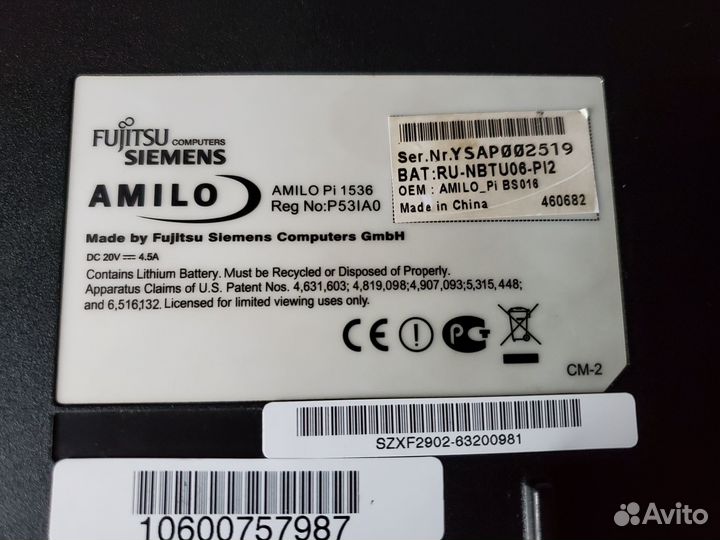 FUJITSU COMPUTERS
SIEMENS
AMILO
AMILO Pi 1536
Reg No:P53IA0
Ser.Nr.YSAP002519
BAT:RU-NBTU06-PI2
OEM : AMILO_Pi BS016
Made in China 460682
Made by Fujitsu Siemens Computers GmbH
DC 20V ⎓ 4.5A
Contains Lithium Battery. Must be Recycled or Disposed of Properly.
Apparatus Claims of U.S. Patent Nos. 4,631,603; 4,819,098;4,907,093;5,315,448;
and 6,516,132. Licensed for limited viewing uses only.
CE
PCT
CM-2
SZXF2902-63200981
10600757987
Avito